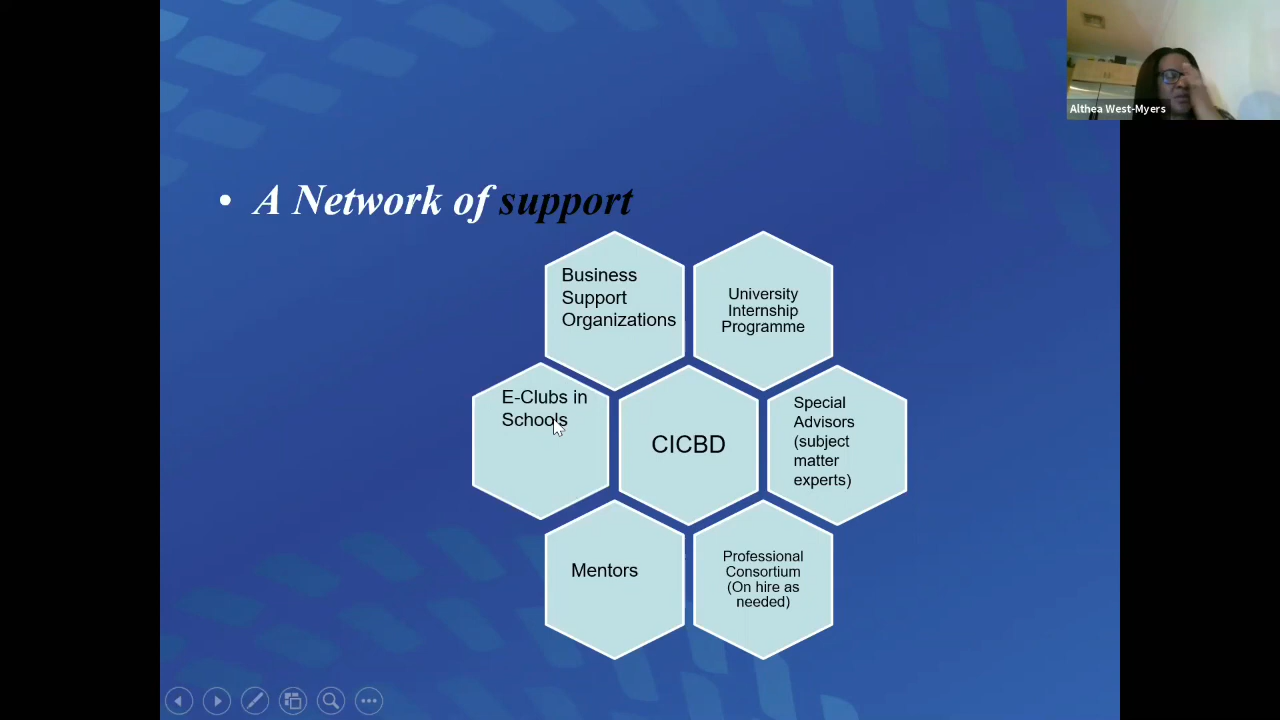 Althea West-Myers
• A Network of support
Business
Support
Organizations
University
Internship
Programme
E-Clubs in
Schools
CICBD
Special
Advisors
(subject
matter
experts)
Mentors
Professional
Consortium
(On hire as
needed)